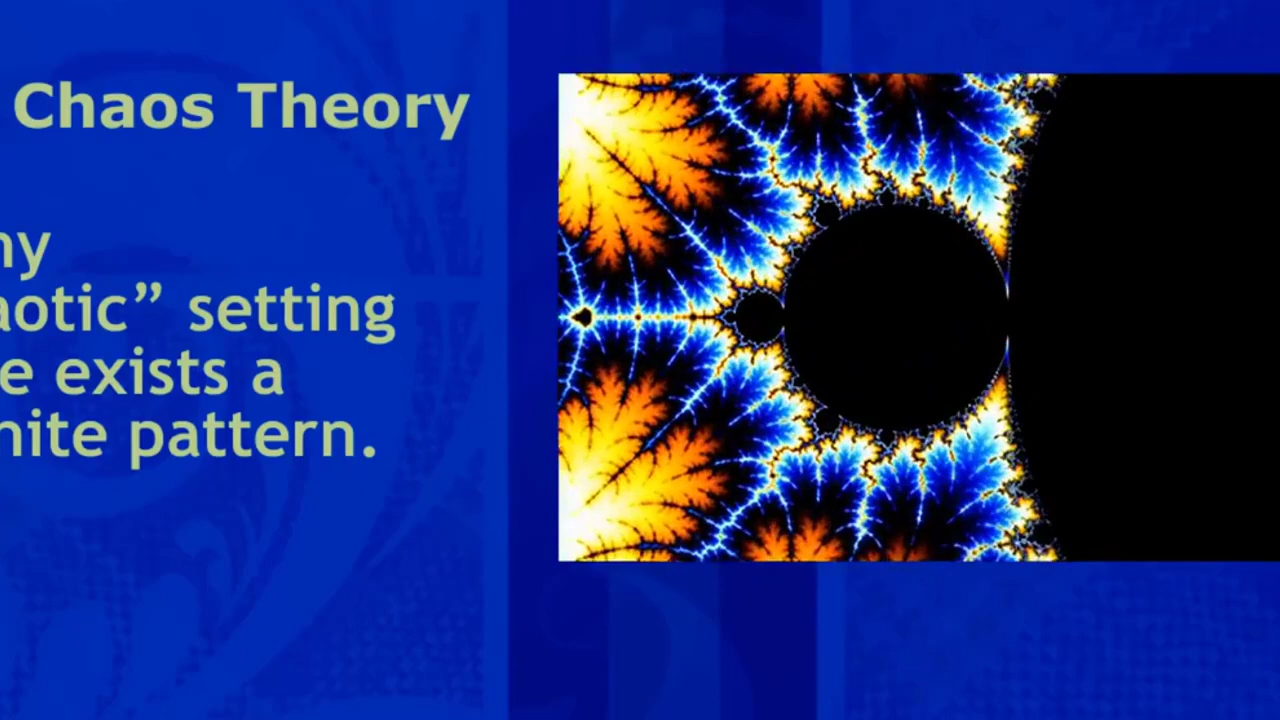 Chaos Theory
ny
aotic” setting
e exists a
nite pattern.